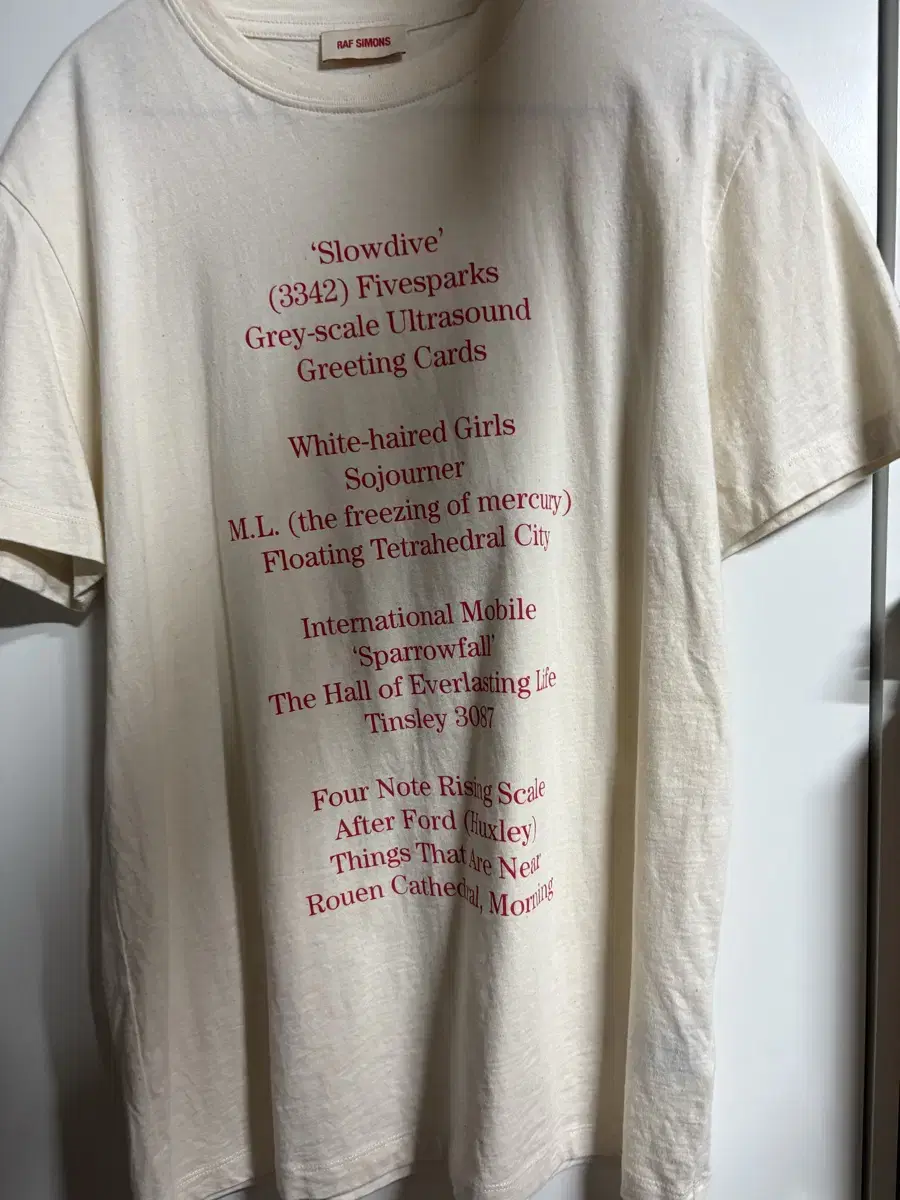 RAF SIMONS
‘Slowdive’
(3342) Fivesparks
Grey-scale Ultrasound
Greeting Cards
White-haired Girls
Sojourner
M.L. (the freezing of mercury)
Floating Tetrahedral City
International Mobile
‘Sparrowfall’
The Hall of Everlasting Life
Tinsley 3087
Four Note Rising Scale
After Ford (Huxley)
Things That Are Near
Rouen Cathedral, Morning